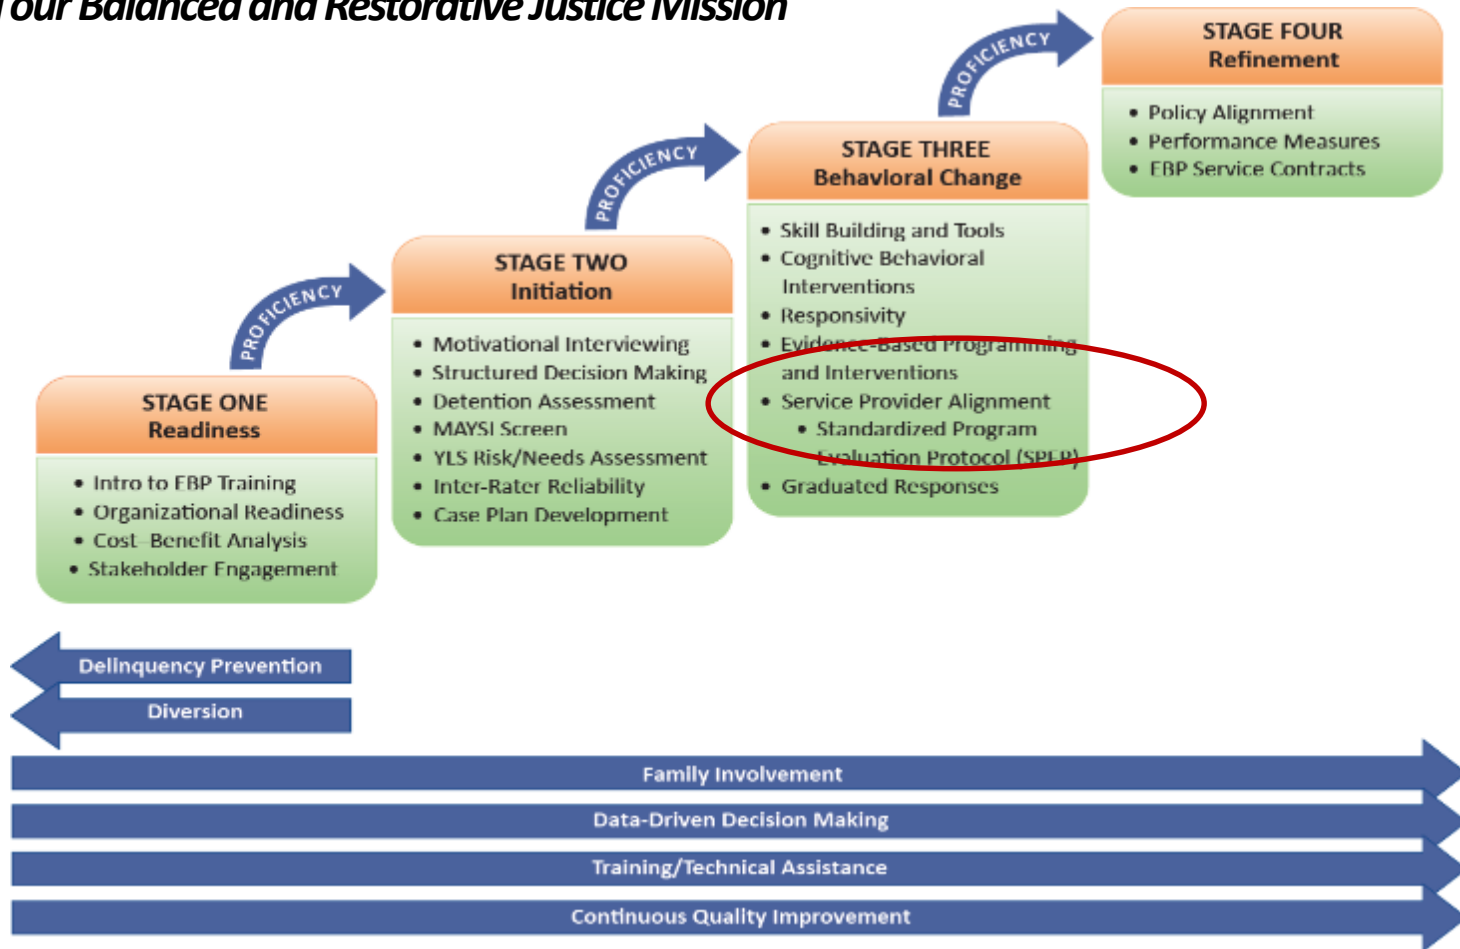 our Balanced and Restorative Justice Mission
STAGE ONE
Readiness
• Intro to EBP Training
• Organizational Readiness
• Cost–Benefit Analysis
• Stakeholder Engagement
PROFICIENCY
STAGE TWO
Initiation
• Motivational Interviewing
• Structured Decision Making
• Detention Assessment
• MAYSI Screen
• YLS Risk/Needs Assessment
• Inter-Rater Reliability
• Case Plan Development
PROFICIENCY
STAGE THREE
Behavioral Change
• Skill Building and Tools
• Cognitive Behavioral
Interventions
• Responsivity
• Evidence-Based Programming
and Interventions
• Service Provider Alignment
• Standardized Program
Evaluation Protocol (SPEP)
• Graduated Responses
PROFICIENCY
STAGE FOUR
Refinement
• Policy Alignment
• Performance Measures
• EBP Service Contracts
Delinquency Prevention
Diversion
Family Involvement
Data-Driven Decision Making
Training/Technical Assistance
Continuous Quality Improvement